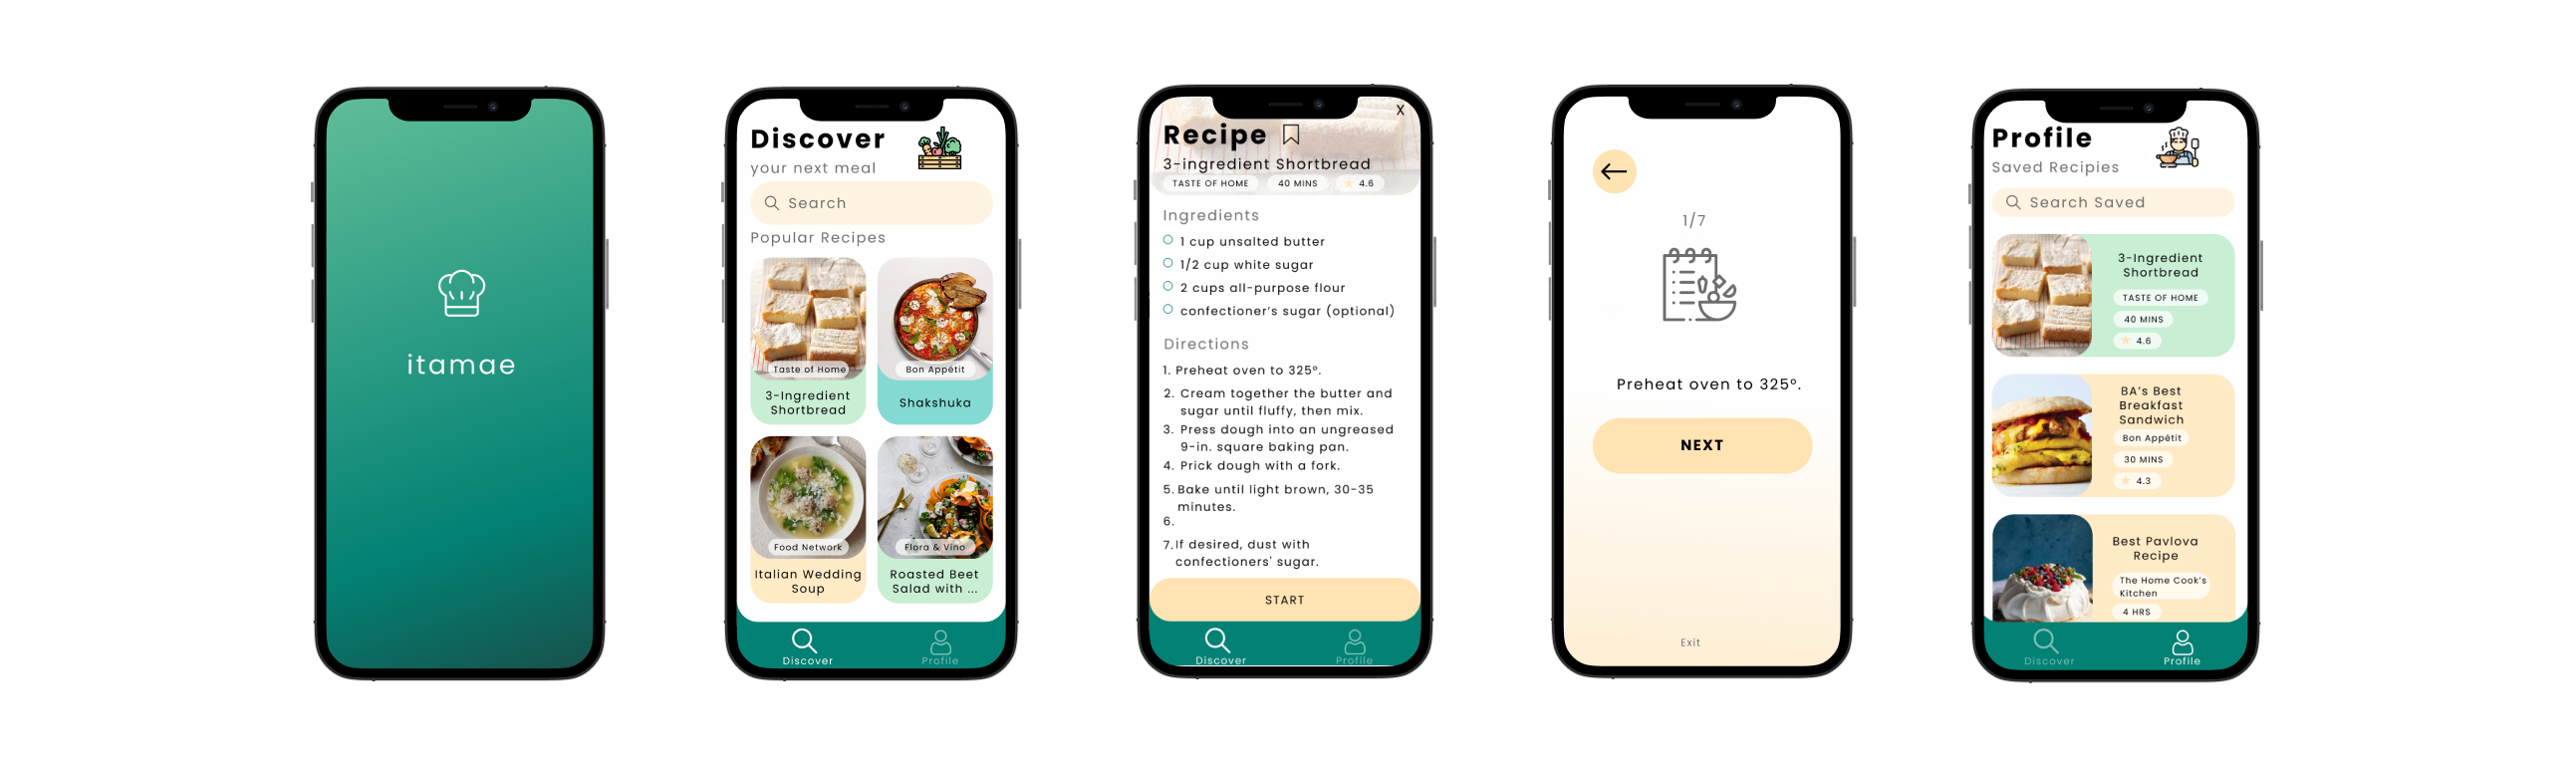 itamae
Discover
your next meal
Search
Popular Recipes
Taste of Home
3-Ingredient
Shortbread
Bon Appétit
Shakshuka
Food Network
Italian Wedding
Soup
Flora & Vino
Roasted Beet
Salad with ...
Discover
Profile
X
Recipe
3-ingredient Shortbread
TASTE OF HOME
40 MINS
4.6
Ingredients
1 cup unsalted butter
1/2 cup white sugar
2 cups all-purpose flour
confectioner's sugar (optional)
Directions
1. Preheat oven to 325º.
2. Cream together the butter and
sugar until fluffy, then mix.
3. Press dough into an ungreased
9-in. square baking pan.
4. Prick dough with a fork.
5. Bake until light brown, 30-35
minutes.
6.
7. If desired, dust with
confectioners' sugar.
START
Discover
Profile
1/7
Preheat oven to 325º.
NEXT
Exit
Profile
Saved Recipies
Search Saved
3-Ingredient
Shortbread
TASTE OF HOME
40 MINS
4.6
BA's Best
Breakfast
Sandwich
Bon Appétit
30 MINS
4.3
Best Pavlova
Recipe
The Home Cook's
Kitchen
4 HRS
Discover
Profile